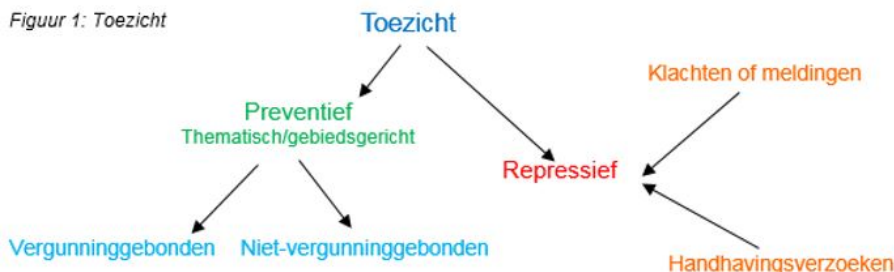 Figuur 1: Toezicht
Toezicht
Klachten of meldingen
Preventief
Thematisch/gebiedsgericht
Repressief
Vergunninggebonden
Niet-vergunninggebonden
Handhavingsverzoeken